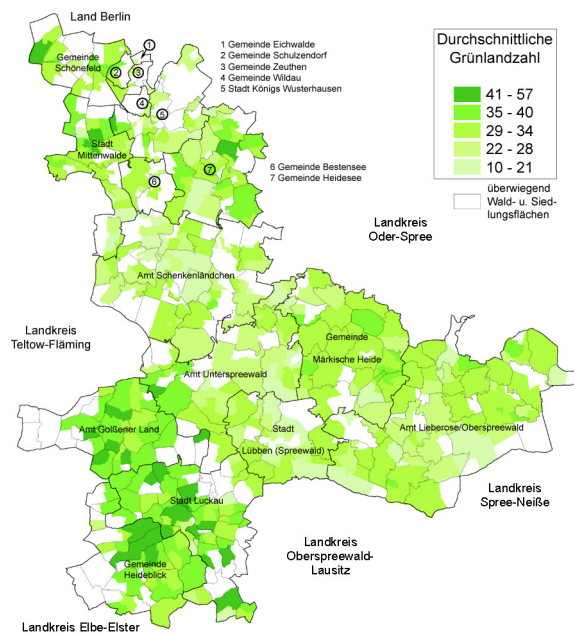 Land Berlin
Durchschnittliche
Grünlandzahl
41 - 57
35 - 40
29 - 34
22 - 28
10 - 21
überwiegend
Wald- u. Sied-
lungsflächen
1 Gemeinde Eichwalde
2 Gemeinde Schulzendorf
3 Gemeinde Zeuthen
4 Gemeinde Wildau
5 Stadt Königs Wusterhausen
1
2
3
4
5
Gemeinde
Schönefeld
Stadt
Mittenwalde
6 Gemeinde Bestensee
7 Gemeinde Heidesee
6
7
Landkreis
Oder-Spree
Amt Schenkenländchen
Landkreis
Teltow-Fläming
Gemeinde
Märkische Heide
Amt Unterspreewald
Amt Golßener Land
Stadt
Lübben (Spreewald)
Amt Lieberose/Oberspreewald
Stadt Luckau
Landkreis
Spree-Neiße
Landkreis
Oberspreewald-
Lausitz
Gemeinde
Heideblick
Landkreis Elbe-Elster